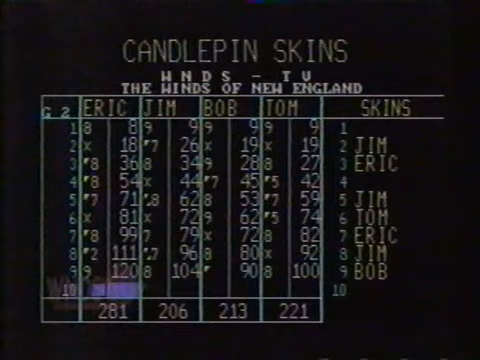 CANDLEPIN SKINS
WNDS - TV
THE WINDS OF NEW ENGLAND
G 2 ERIC JIM BOB TOM SKINS
1 8 8 9 9 9 9 9 9 1
2 x 18 7 26 x 19 x 19 2 JIM
3 8 36 8 34 9 28 8 27 3 ERIC
4 8 54 x 44 7 45 5 42 4
5 7 71 8 62 8 53 7 59 5 JIM
6 x 81 x 72 9 62 5 74 6 TOM
7 8 99 7 79 x 72 8 82 7 ERIC
8 2 111 7 96 8 80 x 92 8 JIM
9 9 120 8 104 90 8 100 9 BOB
10 10
281 206 213 221